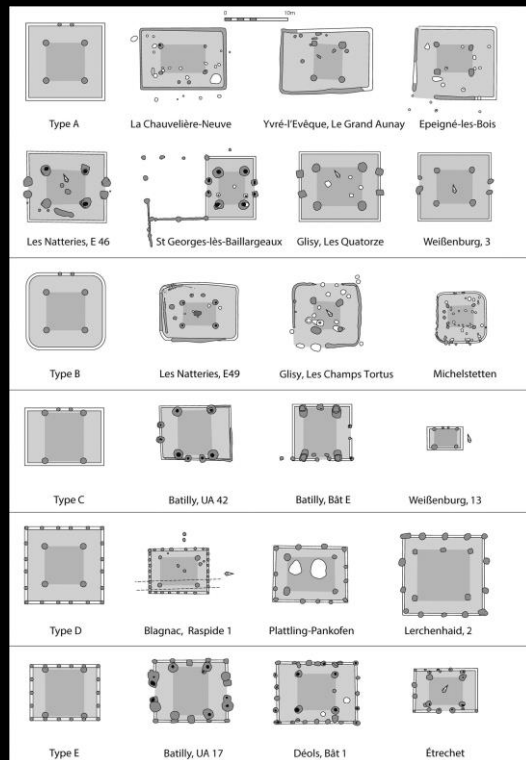 0 10m
Type A La Chauvelière-Neuve Yvré-l'Evêque, Le Grand Aunay Epeigné-les-Bois
Les Natteries, E 46 St Georges-lès-Baillargeaux Glisy, Les Quatorze Weißenburg, 3
Type B Les Natteries, E49 Glisy, Les Champs Tortus Michelstetten
Type C Batilly, UA 42 Batilly, Bât E Weißenburg, 13
Type D Blagnac, Raspide 1 Plattling-Pankofen Lerchenhaid, 2
Type E Batilly, UA 17 Déols, Bât 1 Étrechet